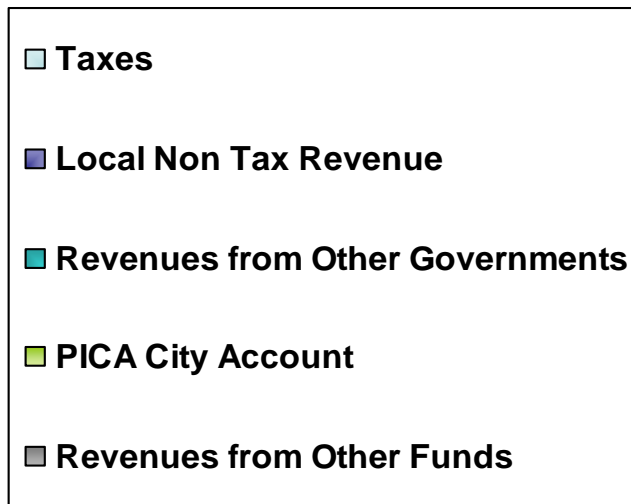 Taxes
Local Non Tax Revenue
Revenues from Other Governments
PICA City Account
Revenues from Other Funds